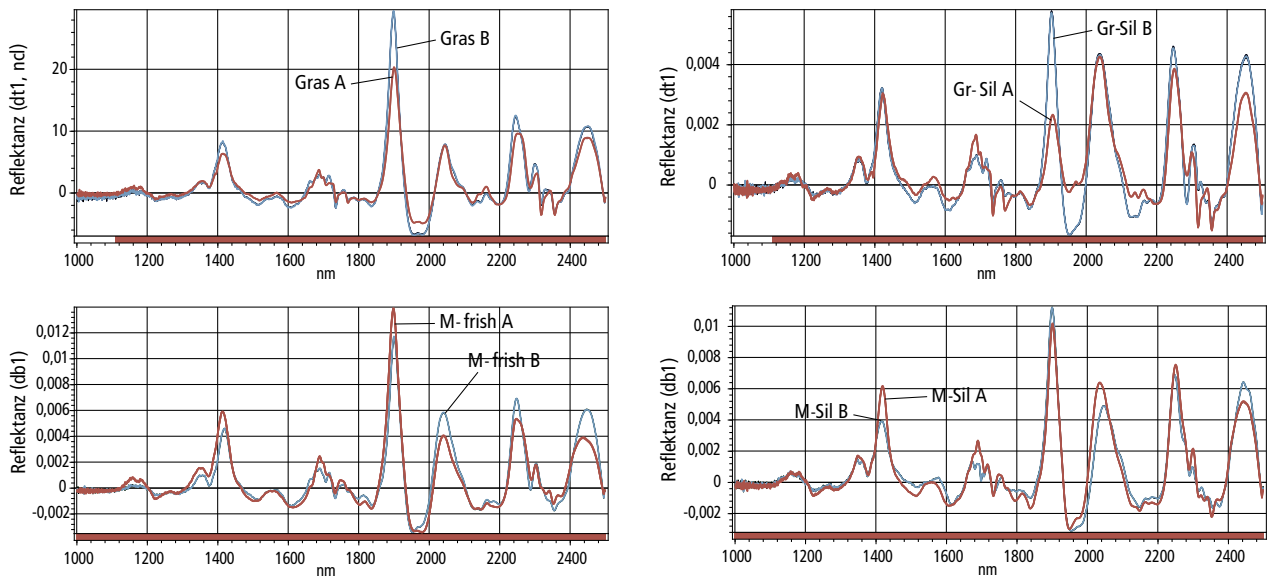 Reflektanz (dt1, ncl)
20
10
0
Gras B
Gras A
1000 1200 1400 1600 1800 2000 2200 2400
nm
Reflektanz (dt1)
0,004
0,002
0
Gr-Sil B
Gr- Sil A
1000 1200 1400 1600 1800 2000 2200 2400
nm
Reflektanz (db1)
0,012
0,01
0,008
0,006
0,004
0,002
0
-0,002
M- frish A
M- frish B
1000 1200 1400 1600 1800 2000 2200 2400
nm
Reflektanz (db1)
0,01
0,008
0,006
0,004
0,002
0
-0,002
M-Sil B
M-Sil A
1000 1200 1400 1600 1800 2000 2200 2400
nm